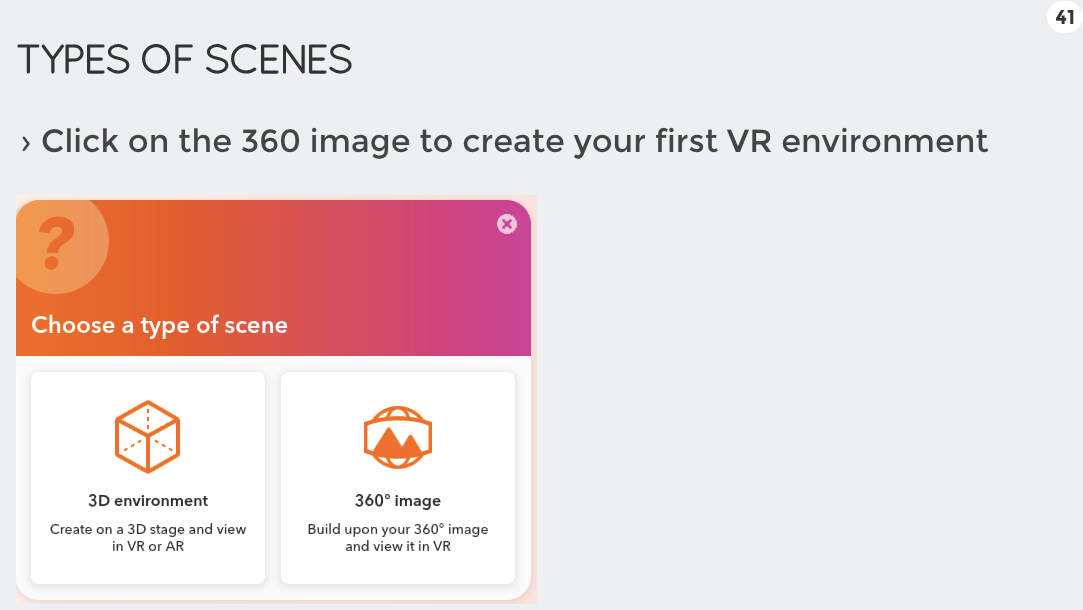 41
TYPES OF SCENES
› Click on the 360 image to create your first VR environment
?
Choose a type of scene
3D environment
Create on a 3D stage and view
in VR or AR
360° image
Build upon your 360° image
and view it in VR